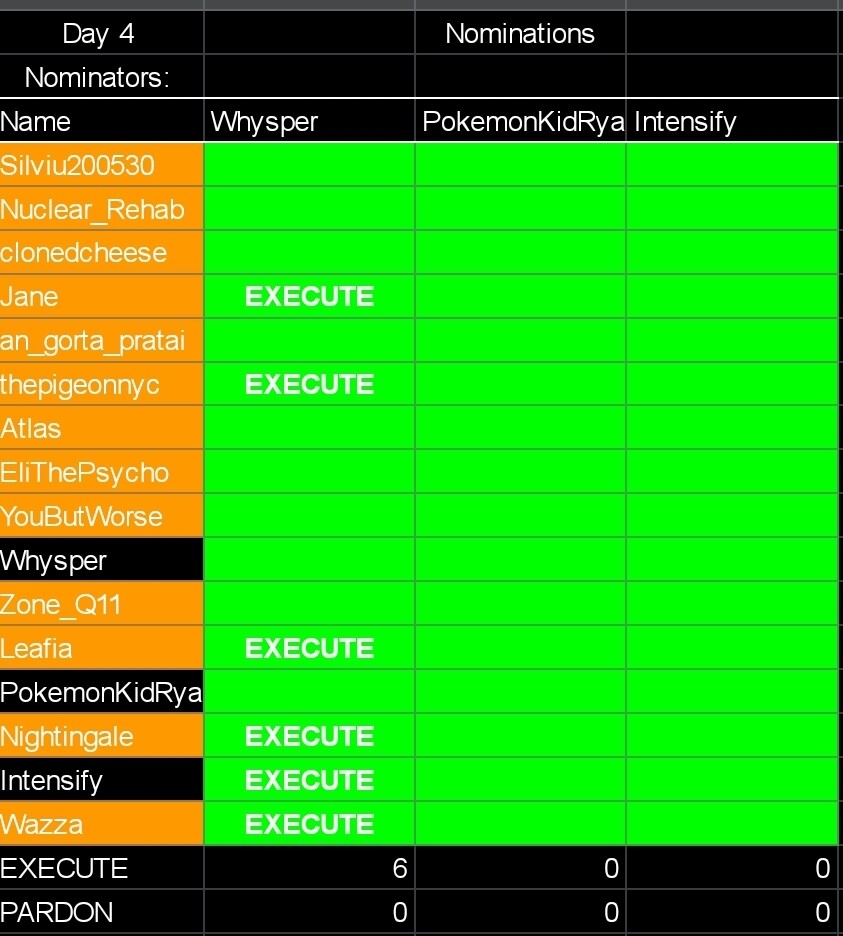 Day 4 Nominations
Nominators:
Name Whysper PokemonKidRya Intensify
Silviu200530
Nuclear_Rehab
clonedcheese
Jane EXECUTE
an_gorta_pratai
thepigeonnyc EXECUTE
Atlas
EliThePsycho
YouButWorse
Whysper
Zone_Q11
Leafia EXECUTE
PokemonKidRya
Nightingale EXECUTE
Intensify EXECUTE
Wazza EXECUTE
EXECUTE 6 0 0
PARDON 0 0 0